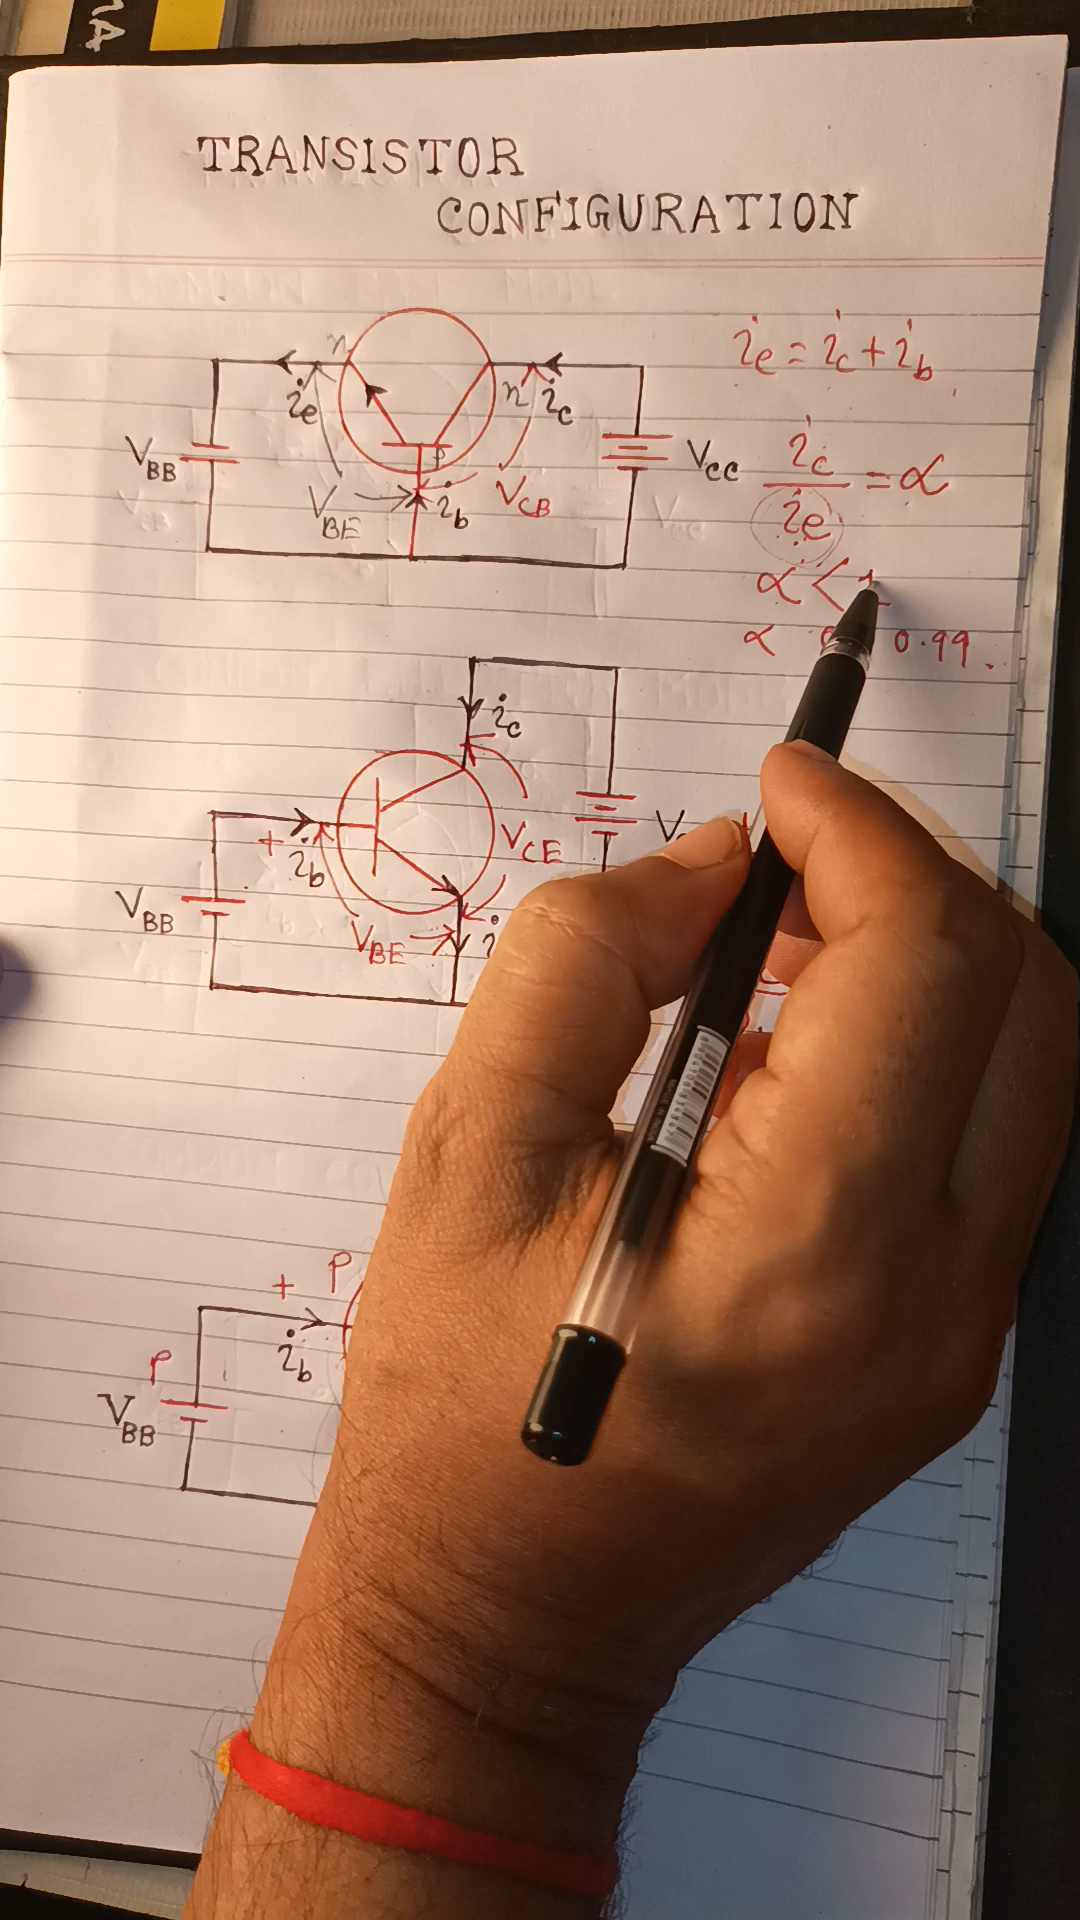 TRANSISTOR
CONFIGURATION
n
n
p
ie
ic
ib
VBB
VCC
VBE
VCB
ie = ic + ib
ic/ie = α
α < 1
α 0.99.
ic
+ ib
VBB
VCE
VBE
p
+
ib
P
VBB